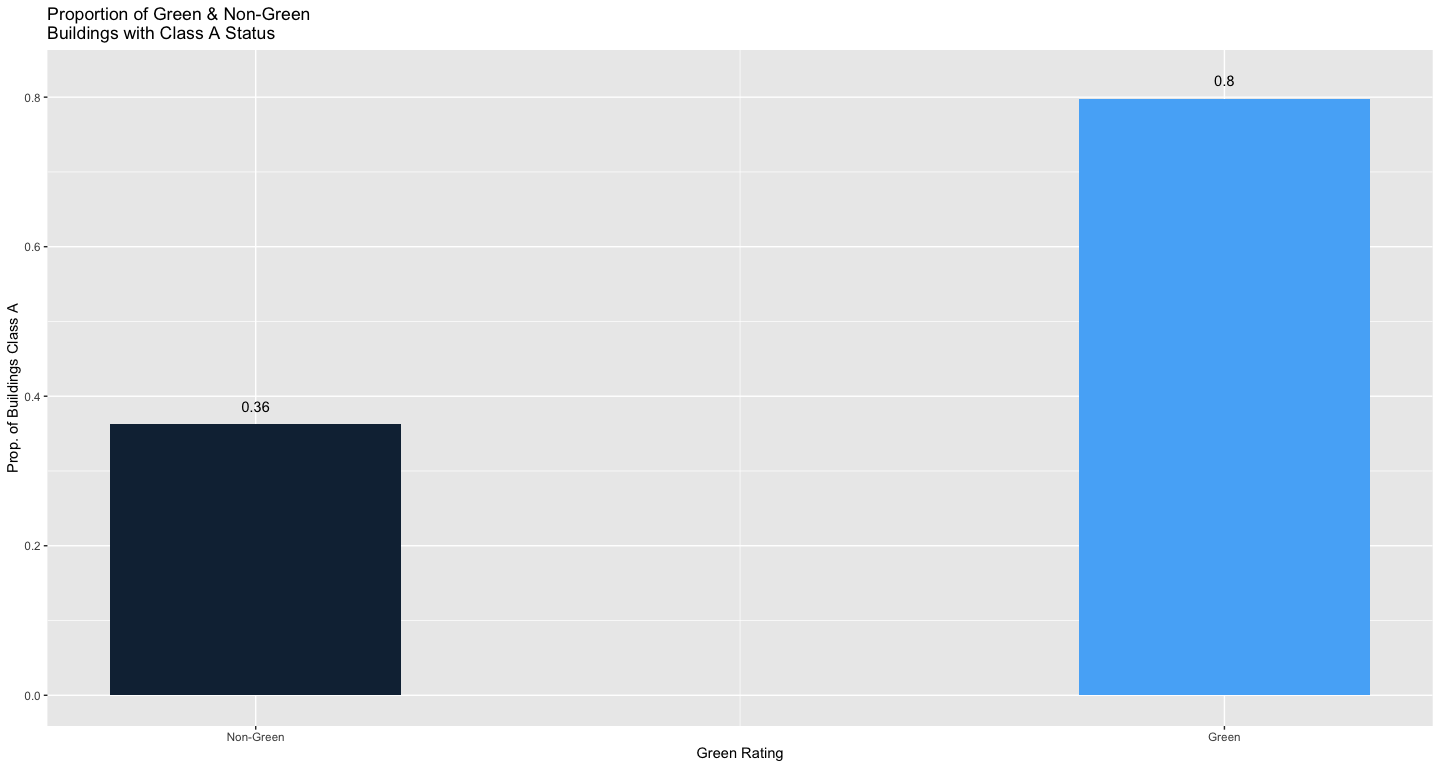 Proportion of Green & Non-Green
Buildings with Class A Status
Prop. of Buildings Class A
0.8
0.6
0.4
0.2
0.0
0.36
0.8
Non-Green
Green
Green Rating